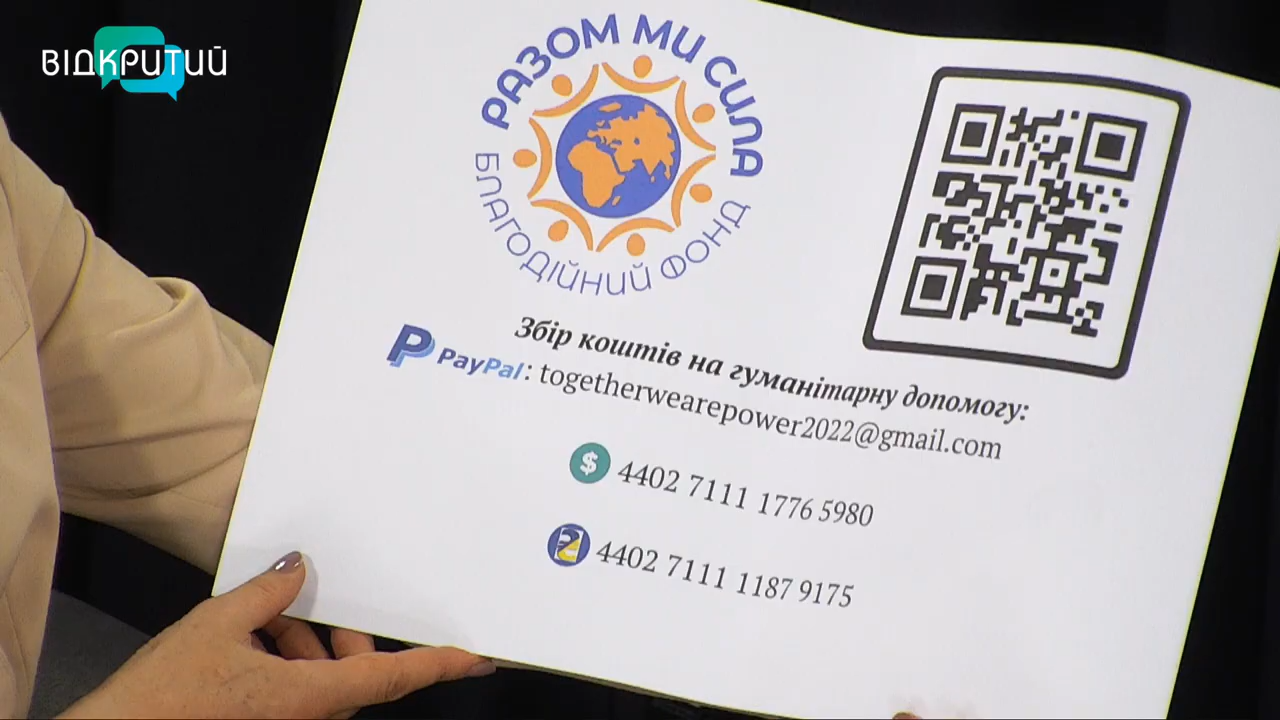 ВІДКРИТИЙ
РАЗОМ МИ СИЛА
БЛАГОДІЙНИЙ ФОНД
Збір коштів на гуманітарну допомогу:
PayPal: togetherwearepower2022@gmail.com
$ 4402 7111 1776 5980
₴ 4402 7111 1187 9175